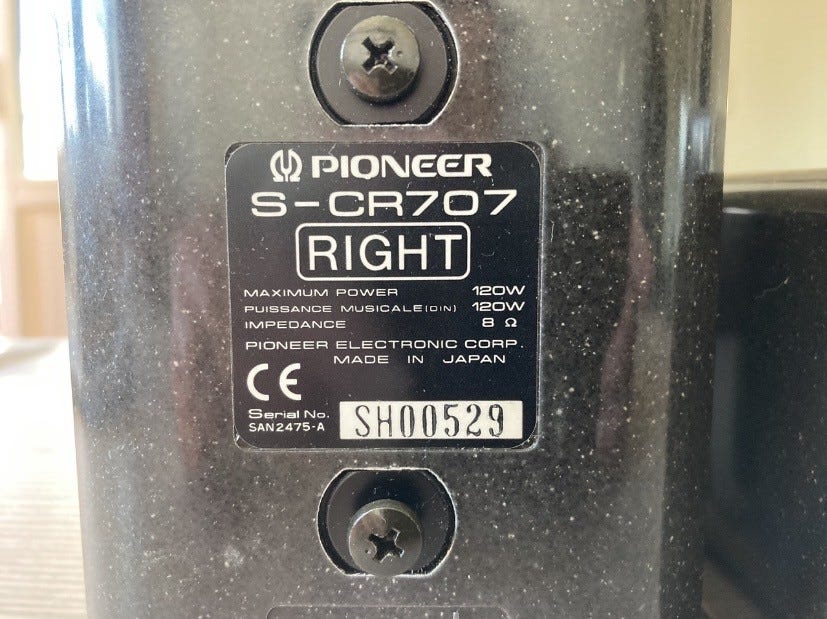 PIONEER
S-CR707
RIGHT
MAXIMUM POWER 120W
PUISSANCE MUSICALE(DIN) 120W
IMPEDANCE 8 Ω
PIONEER ELECTRONIC CORP.
MADE IN JAPAN
CE
Serial No.
SAN2475-A SH00529